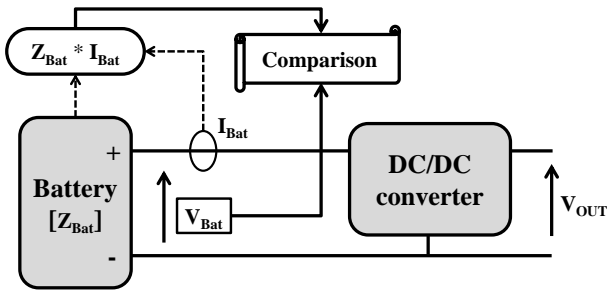 Z_Bat * I_Bat
Comparison
I_Bat
+
Battery
[Z_Bat]
-
V_Bat
DC/DC
converter
V_OUT